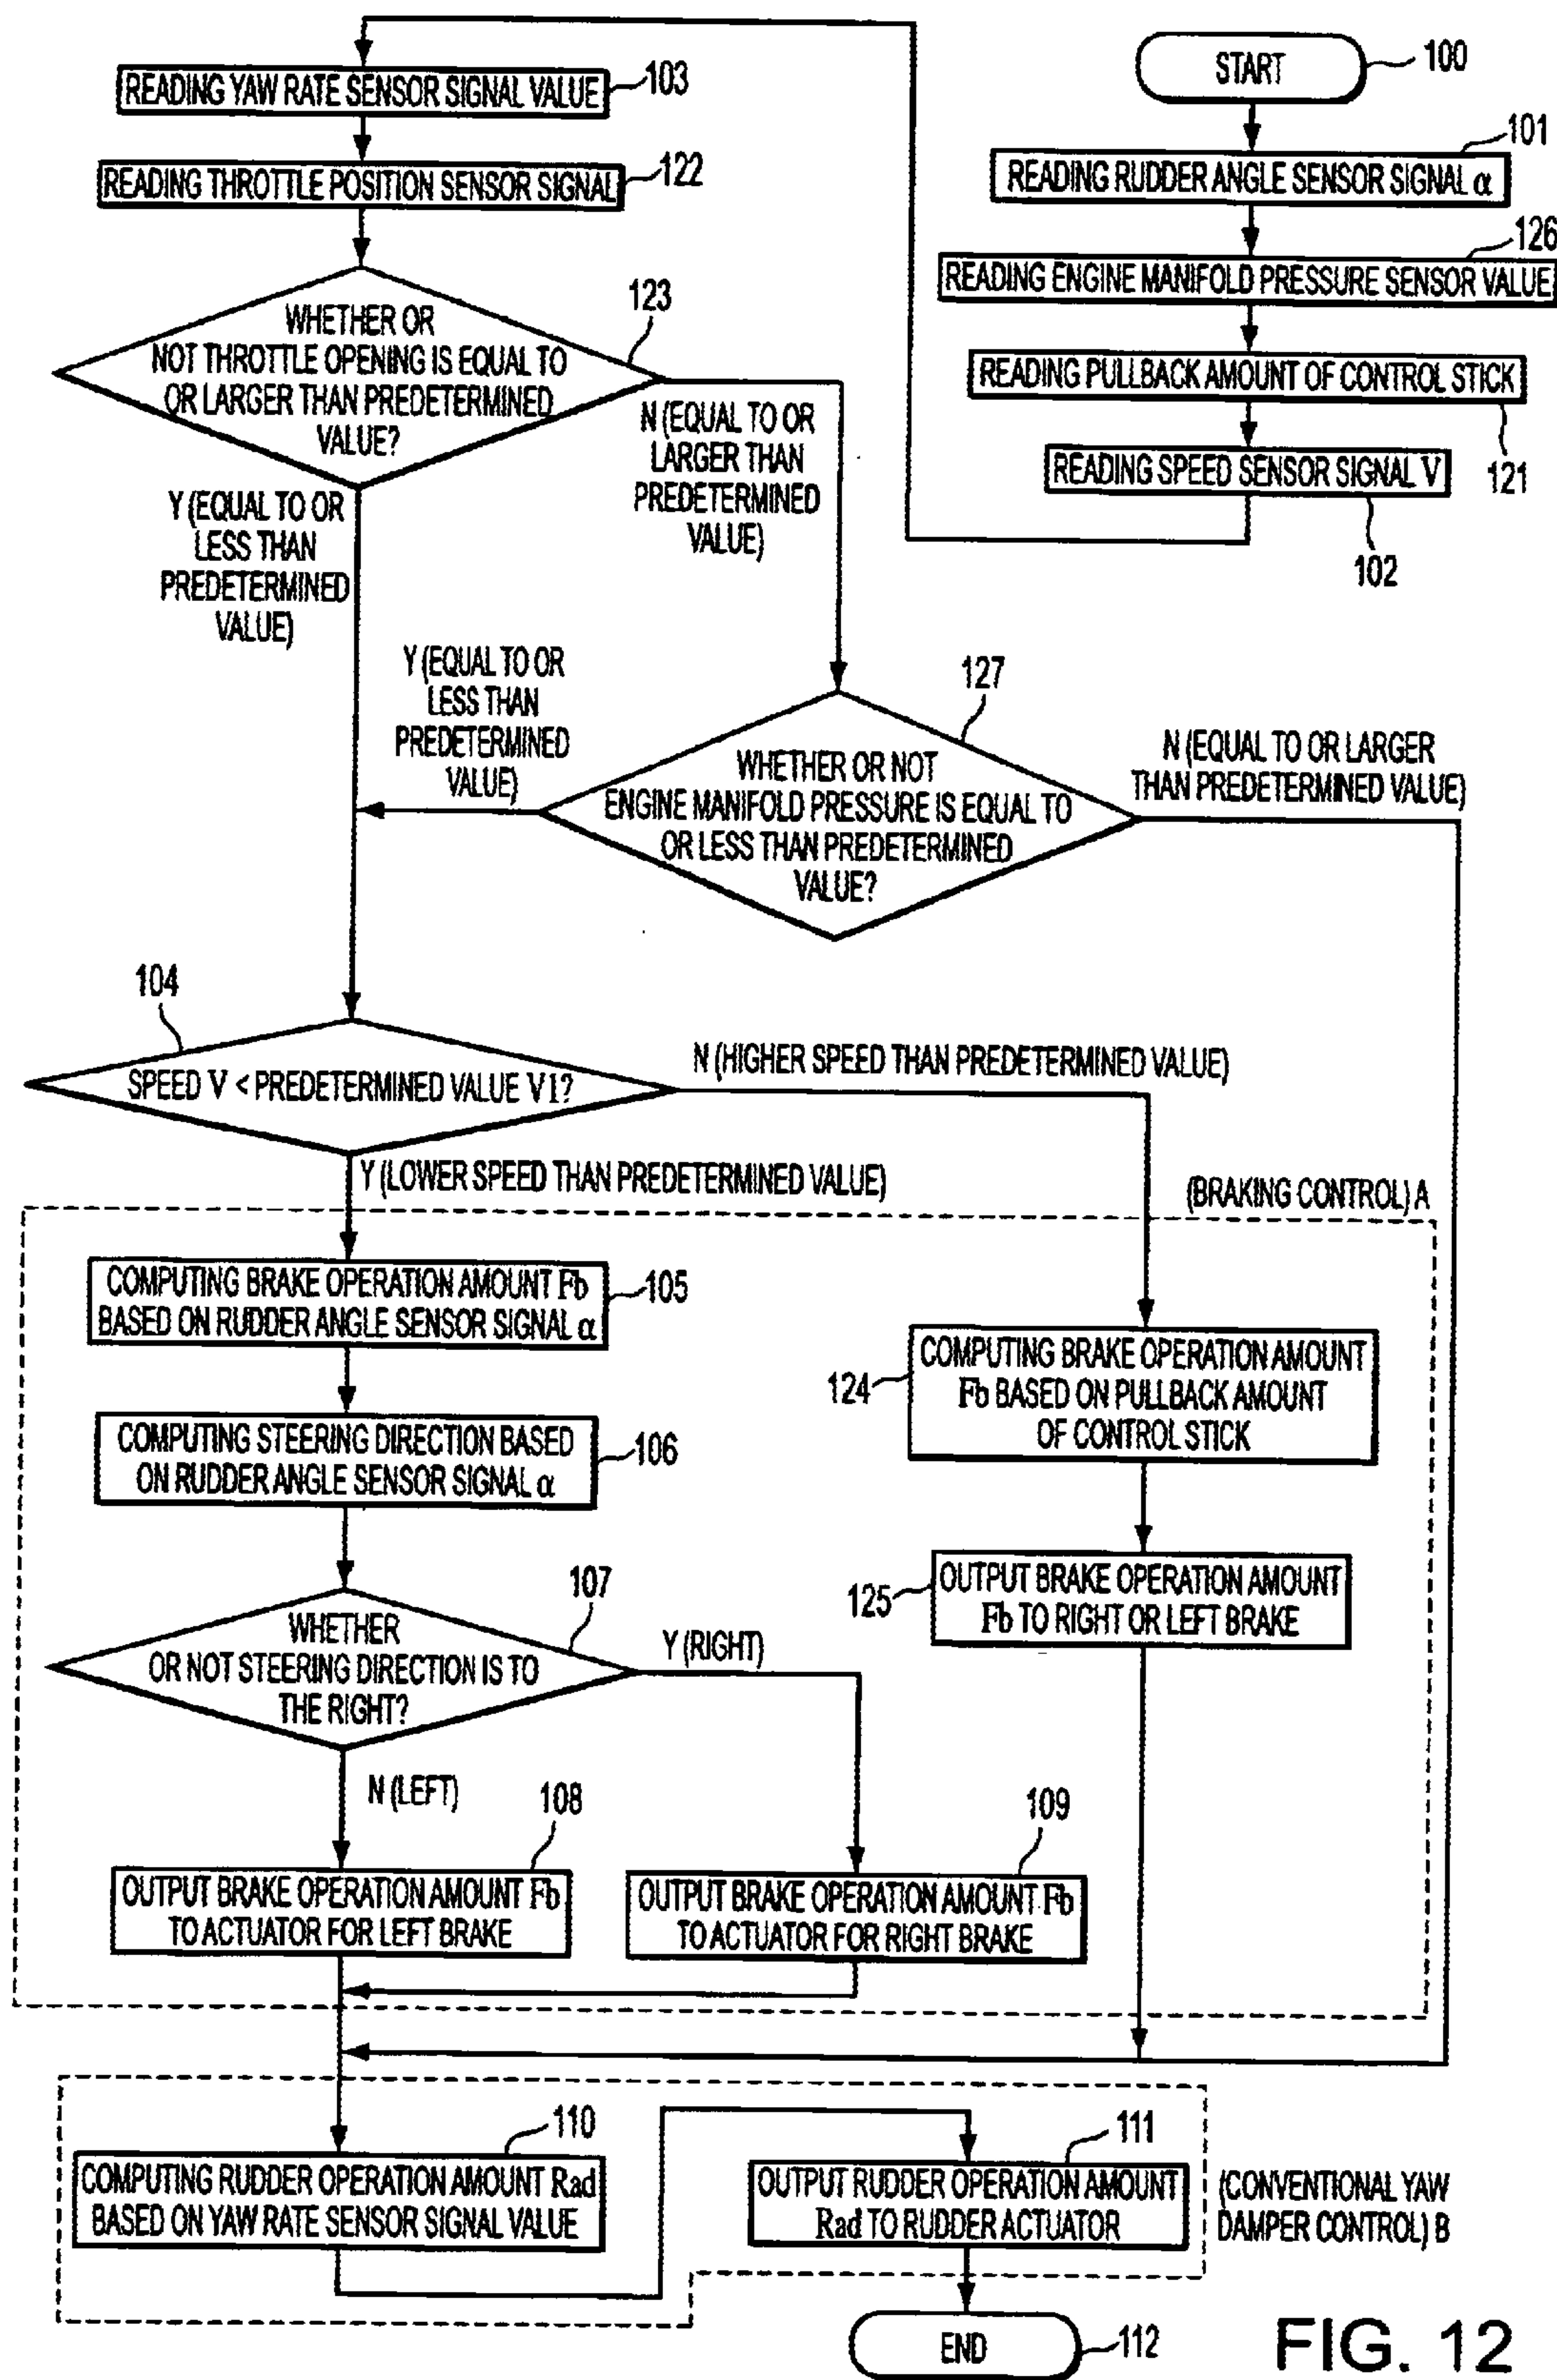 START
100
101
READING RUDDER ANGLE SENSOR SIGNAL α
126
READING ENGINE MANIFOLD PRESSURE SENSOR VALUE
READING PULLBACK AMOUNT OF CONTROL STICK
121
READING SPEED SENSOR SIGNAL V
102
READING YAW RATE SENSOR SIGNAL VALUE
103
READING THROTTLE POSITION SENSOR SIGNAL
122
123
WHETHER OR
NOT THROTTLE OPENING IS EQUAL TO
OR LARGER THAN PREDETERMINED
VALUE?
N (EQUAL TO OR
LARGER THAN
PREDETERMINED
VALUE)
Y (EQUAL TO OR
LESS THAN
PREDETERMINED
VALUE)
Y (EQUAL TO OR
LESS THAN
PREDETERMINED
VALUE)
127
WHETHER OR NOT
ENGINE MANIFOLD PRESSURE IS EQUAL TO
OR LESS THAN PREDETERMINED
VALUE?
N (EQUAL TO OR LARGER
THAN PREDETERMINED VALUE)
104
SPEED V < PREDETERMINED VALUE V1?
N (HIGHER SPEED THAN PREDETERMINED VALUE)
Y (LOWER SPEED THAN PREDETERMINED VALUE)
(BRAKING CONTROL) A
COMPUTING BRAKE OPERATION AMOUNT Fb
BASED ON RUDDER ANGLE SENSOR SIGNAL α
105
COMPUTING STEERING DIRECTION BASED
ON RUDDER ANGLE SENSOR SIGNAL α
106
124
COMPUTING BRAKE OPERATION AMOUNT
Fb BASED ON PULLBACK AMOUNT
OF CONTROL STICK
125
OUTPUT BRAKE OPERATION AMOUNT
Fb TO RIGHT OR LEFT BRAKE
107
WHETHER
OR NOT STEERING DIRECTION IS TO
THE RIGHT?
Y (RIGHT)
N (LEFT)
108
OUTPUT BRAKE OPERATION AMOUNT Fb
TO ACTUATOR FOR LEFT BRAKE
109
OUTPUT BRAKE OPERATION AMOUNT Fb
TO ACTUATOR FOR RIGHT BRAKE
110
COMPUTING RUDDER OPERATION AMOUNT Rad
BASED ON YAW RATE SENSOR SIGNAL VALUE
111
OUTPUT RUDDER OPERATION AMOUNT
Rad TO RUDDER ACTUATOR
(CONVENTIONAL YAW
DAMPER CONTROL) B
END
112
FIG. 12